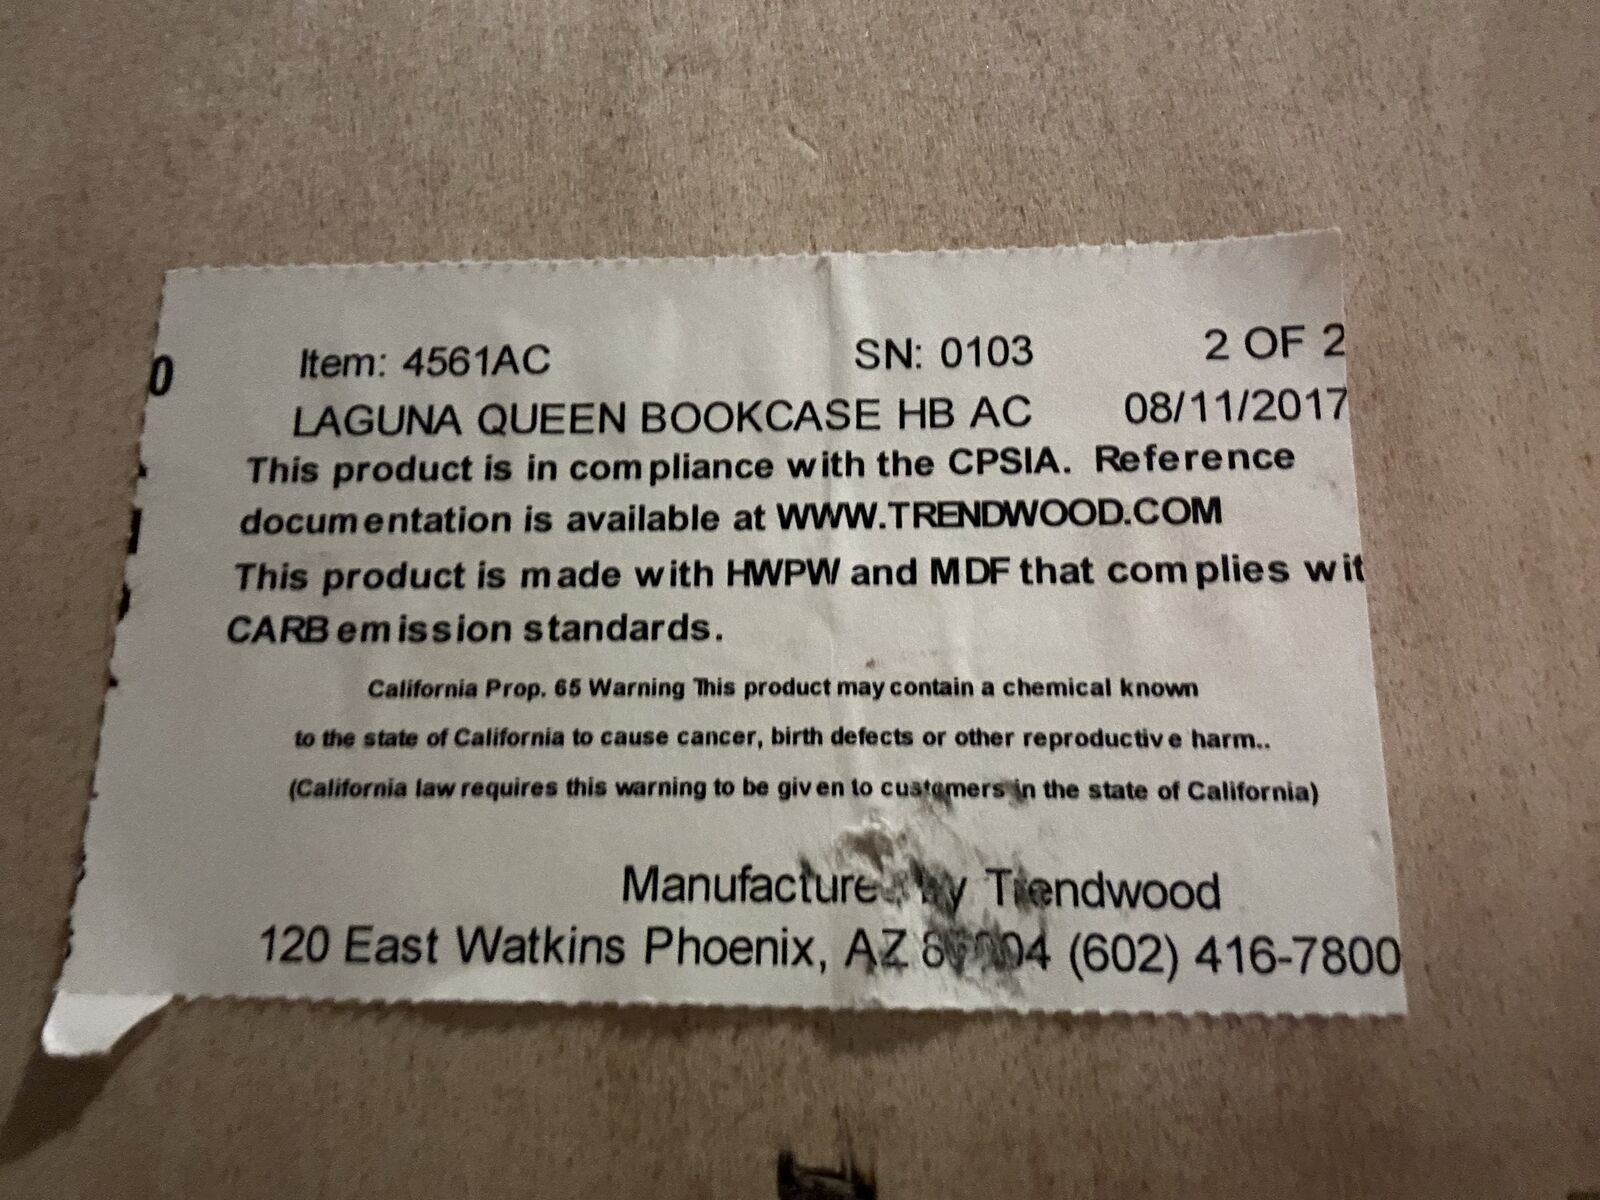 0
Item: 4561AC SN: 0103 2 OF 2
LAGUNA QUEEN BOOKCASE HB AC 08/11/2017
This product is in compliance with the CPSIA. Reference
documentation is available at WWW.TRENDWOOD.COM
This product is made with HWPW and MDF that complies wit
CARB emission standards.
California Prop. 65 Warning This product may contain a chemical known
to the state of California to cause cancer, birth defects or other reproductive harm..
(California law requires this warning to be given to customers in the state of California)
Manufactured by Trendwood
120 East Watkins Phoenix, AZ (602) 416-7800